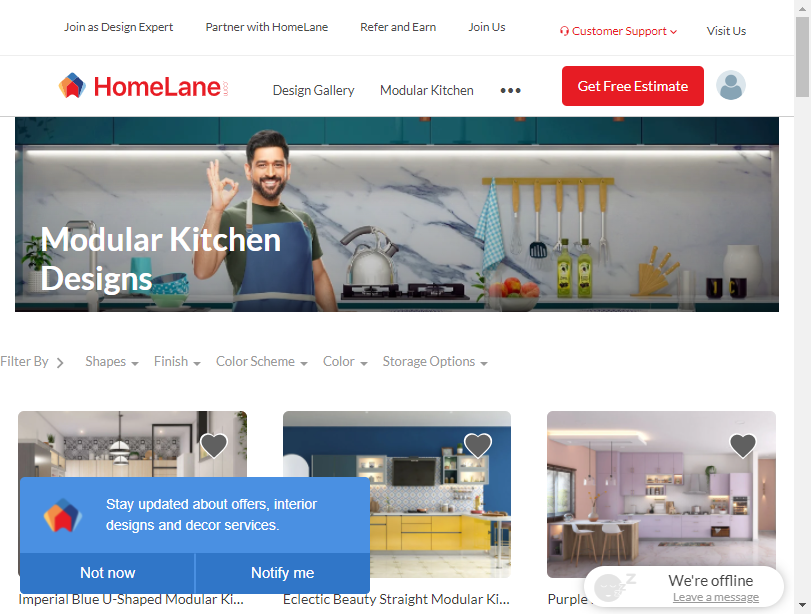 Join as Design Expert
Partner with HomeLane
Refer and Earn
Join Us
Customer Support
Visit Us
HomeLane
Design Gallery
Modular Kitchen
Get Free Estimate
Modular Kitchen
Designs
Filter By
Shapes
Finish
Color Scheme
Color
Storage Options
Stay updated about offers, interior
designs and decor services.
Not now
Notify me
Imperial Blue U-Shaped Modular Ki...
Eclectic Beauty Straight Modular Ki...
Purple
We're offline
Leave a message